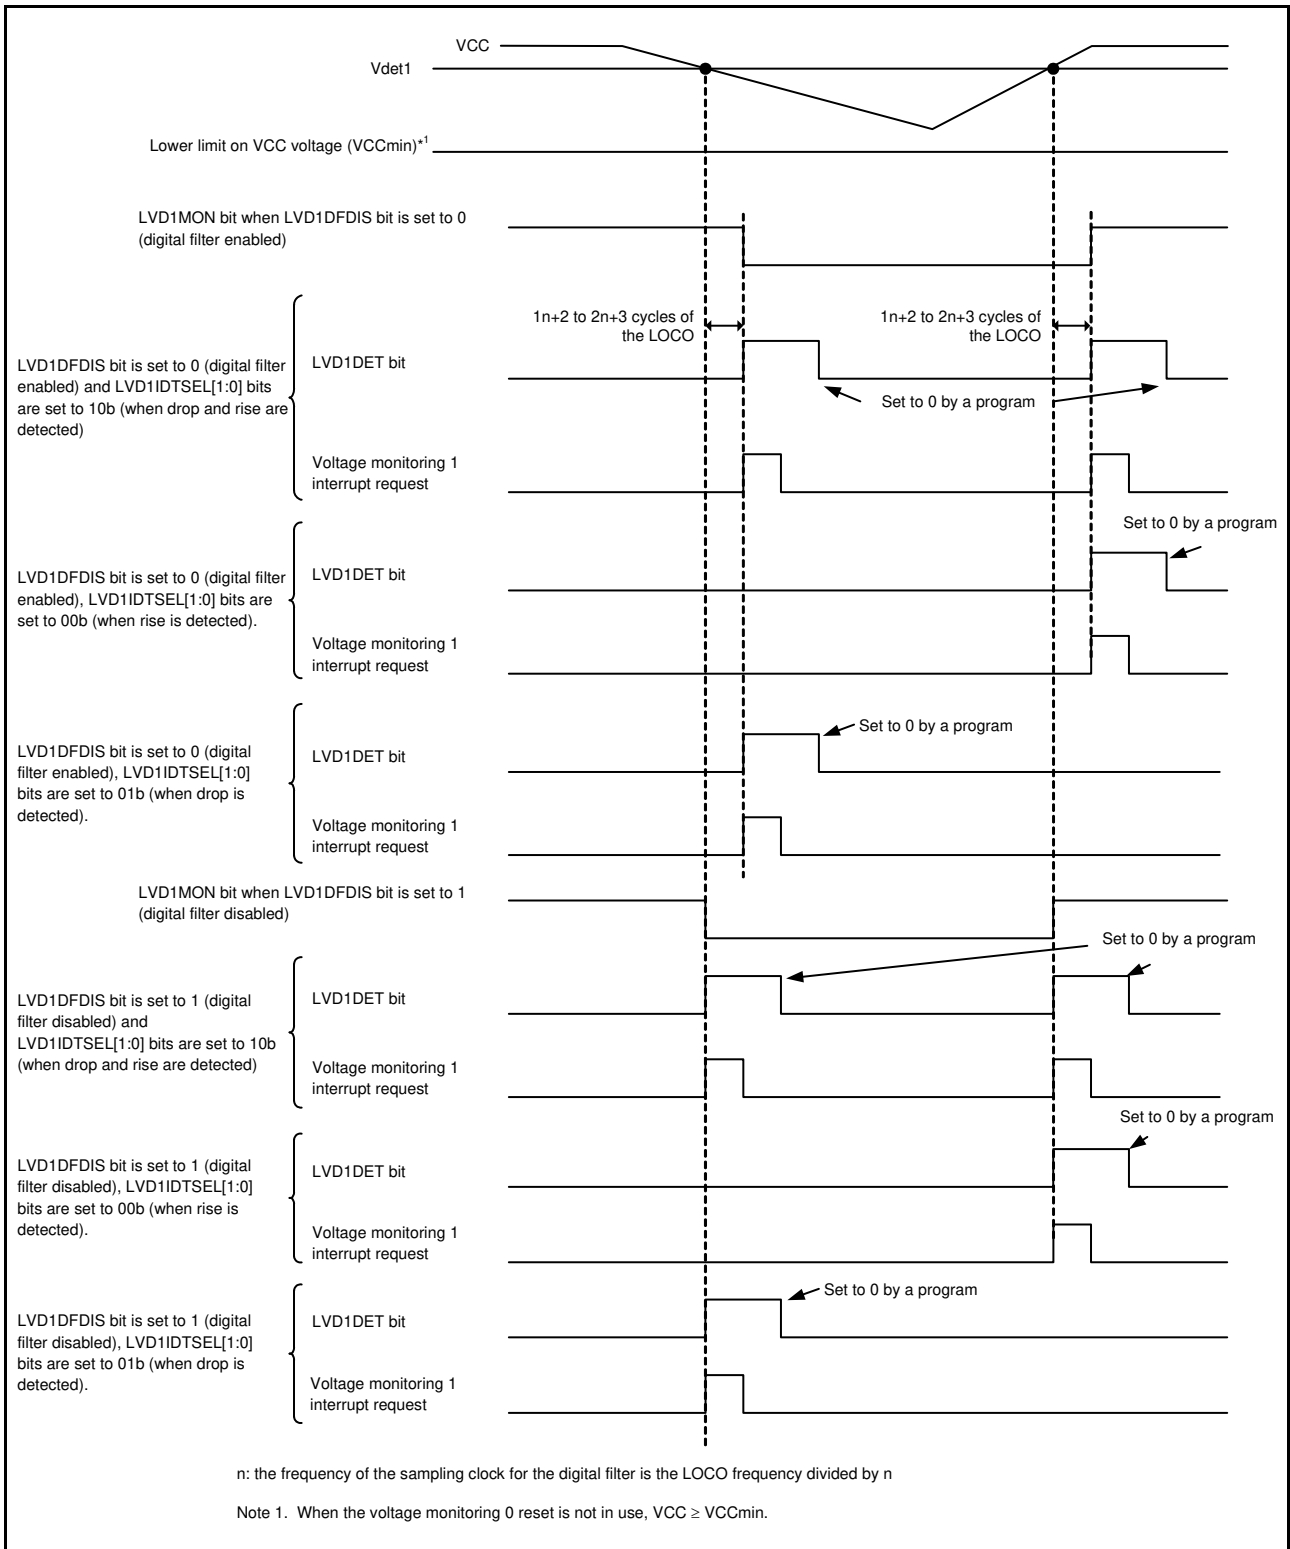 VCC
Vdet1
Lower limit on VCC voltage (VCCmin)*1
LVD1MON bit when LVD1DFDIS bit is set to 0
(digital filter enabled)
1n+2 to 2n+3 cycles of
the LOCO
1n+2 to 2n+3 cycles of
the LOCO
LVD1DFDIS bit is set to 0 (digital filter
enabled) and LVD1IDTSEL[1:0] bits
are set to 10b (when drop and rise are
detected)
LVD1DET bit
Set to 0 by a program
Voltage monitoring 1
interrupt request
Set to 0 by a program
LVD1DFDIS bit is set to 0 (digital filter
enabled), LVD1IDTSEL[1:0] bits are
set to 00b (when rise is detected).
LVD1DET bit
Voltage monitoring 1
interrupt request
Set to 0 by a program
LVD1DFDIS bit is set to 0 (digital
filter enabled), LVD1IDTSEL[1:0]
bits are set to 01b (when drop is
detected).
LVD1DET bit
Voltage monitoring 1
interrupt request
LVD1MON bit when LVD1DFDIS bit is set to 1
(digital filter disabled)
Set to 0 by a program
LVD1DFDIS bit is set to 1 (digital
filter disabled) and
LVD1IDTSEL[1:0] bits are set to 10b
(when drop and rise are detected)
LVD1DET bit
Voltage monitoring 1
interrupt request
Set to 0 by a program
LVD1DFDIS bit is set to 1 (digital
filter disabled), LVD1IDTSEL[1:0]
bits are set to 00b (when rise is
detected).
LVD1DET bit
Voltage monitoring 1
interrupt request
Set to 0 by a program
LVD1DFDIS bit is set to 1 (digital
filter disabled), LVD1IDTSEL[1:0]
bits are set to 01b (when drop is
detected).
LVD1DET bit
Voltage monitoring 1
interrupt request
n: the frequency of the sampling clock for the digital filter is the LOCO frequency divided by n
Note 1. When the voltage monitoring 0 reset is not in use, VCC ≥ VCCmin.